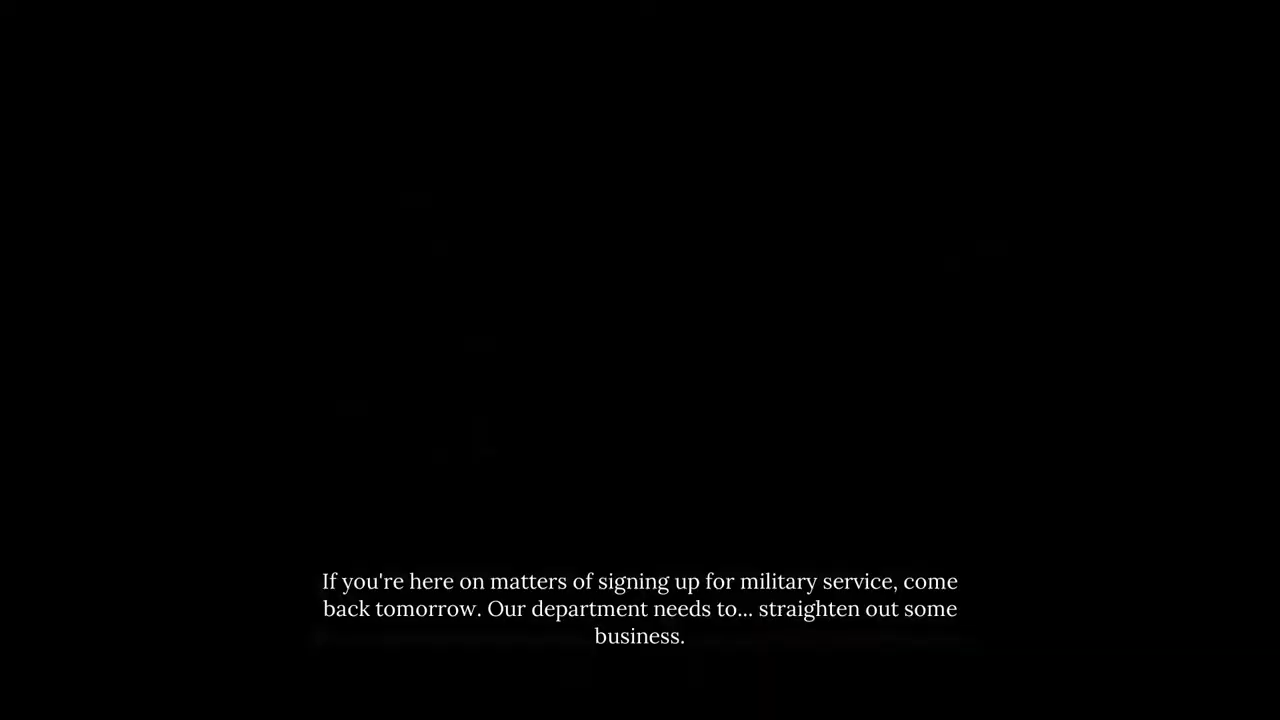 If you're here on matters of signing up for military service, come
back tomorrow. Our department needs to... straighten out some
business.